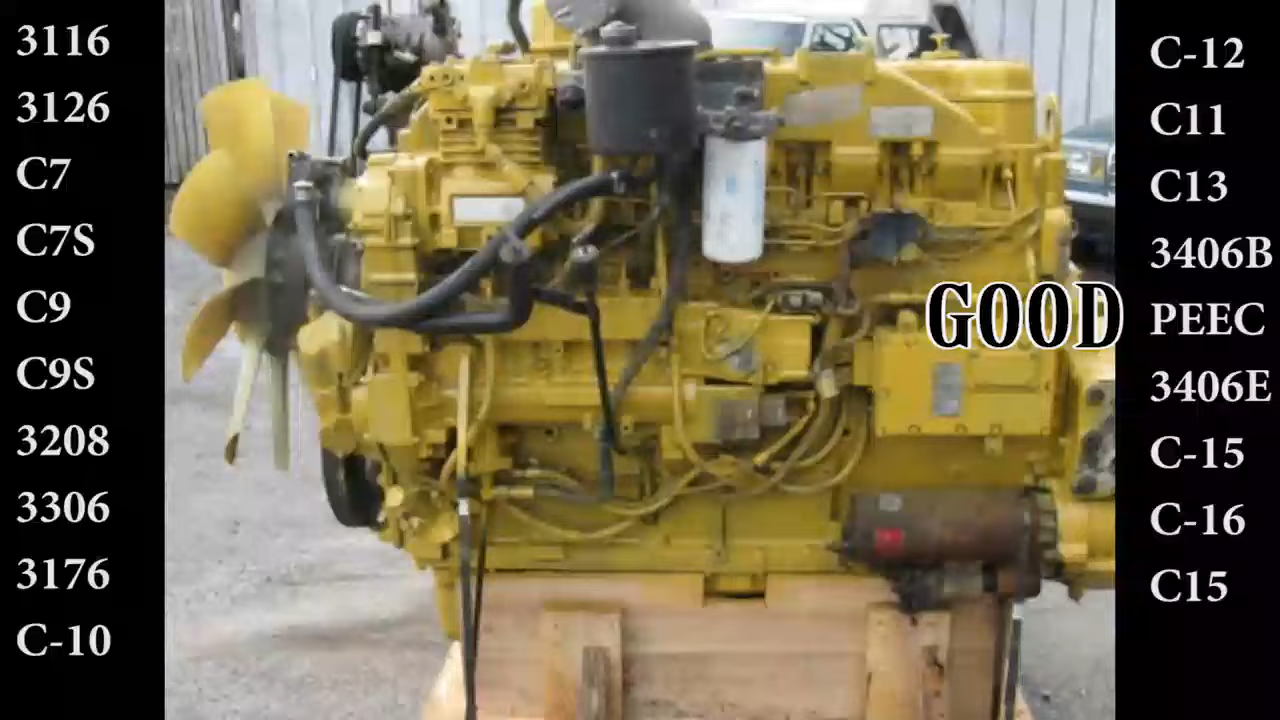 3116
3126
C7
C7S
C9
C9S
3208
3306
3176
C-10
GOOD
C-12
C11
C13
3406B
PEEC
3406E
C-15
C-16
C15